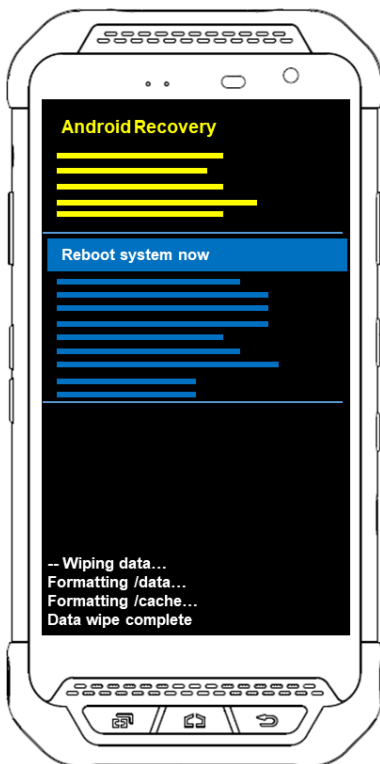 Android Recovery
Reboot system now
-- Wiping data...
Formatting /data...
Formatting /cache...
Data wipe complete